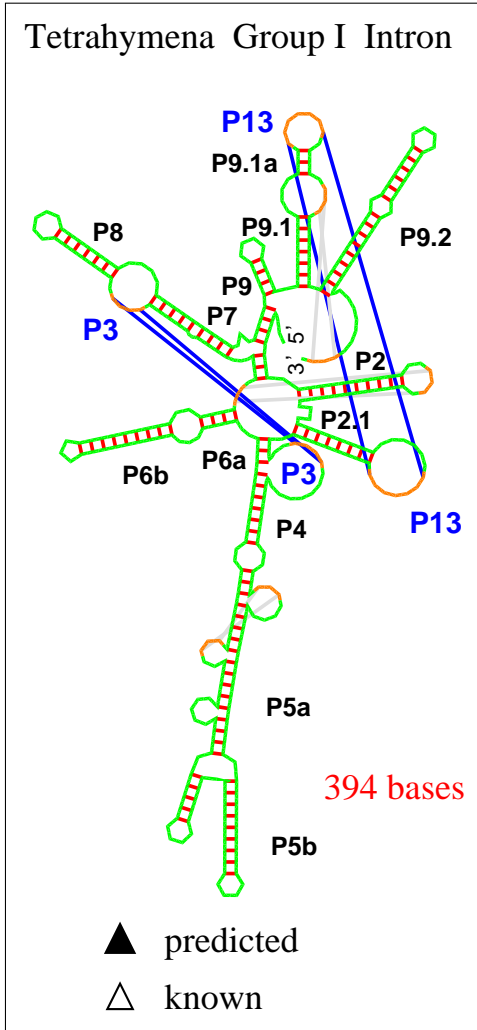 Tetrahymena Group I Intron
P13
P9.1a
P9.1
P9.2
P8
P9
P7
P3
3' 5'
P2
P2.1
P6a
P6b
P3
P13
P4
P5a
394 bases
P5b
predicted
known